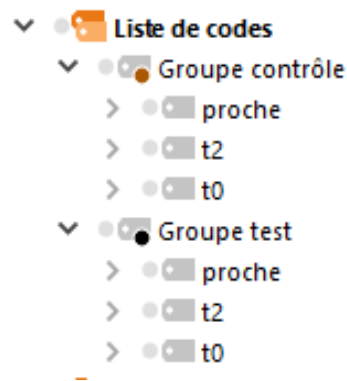 Liste de codes
Groupe contrôle
proche
t2
t0
Groupe test
proche
t2
t0